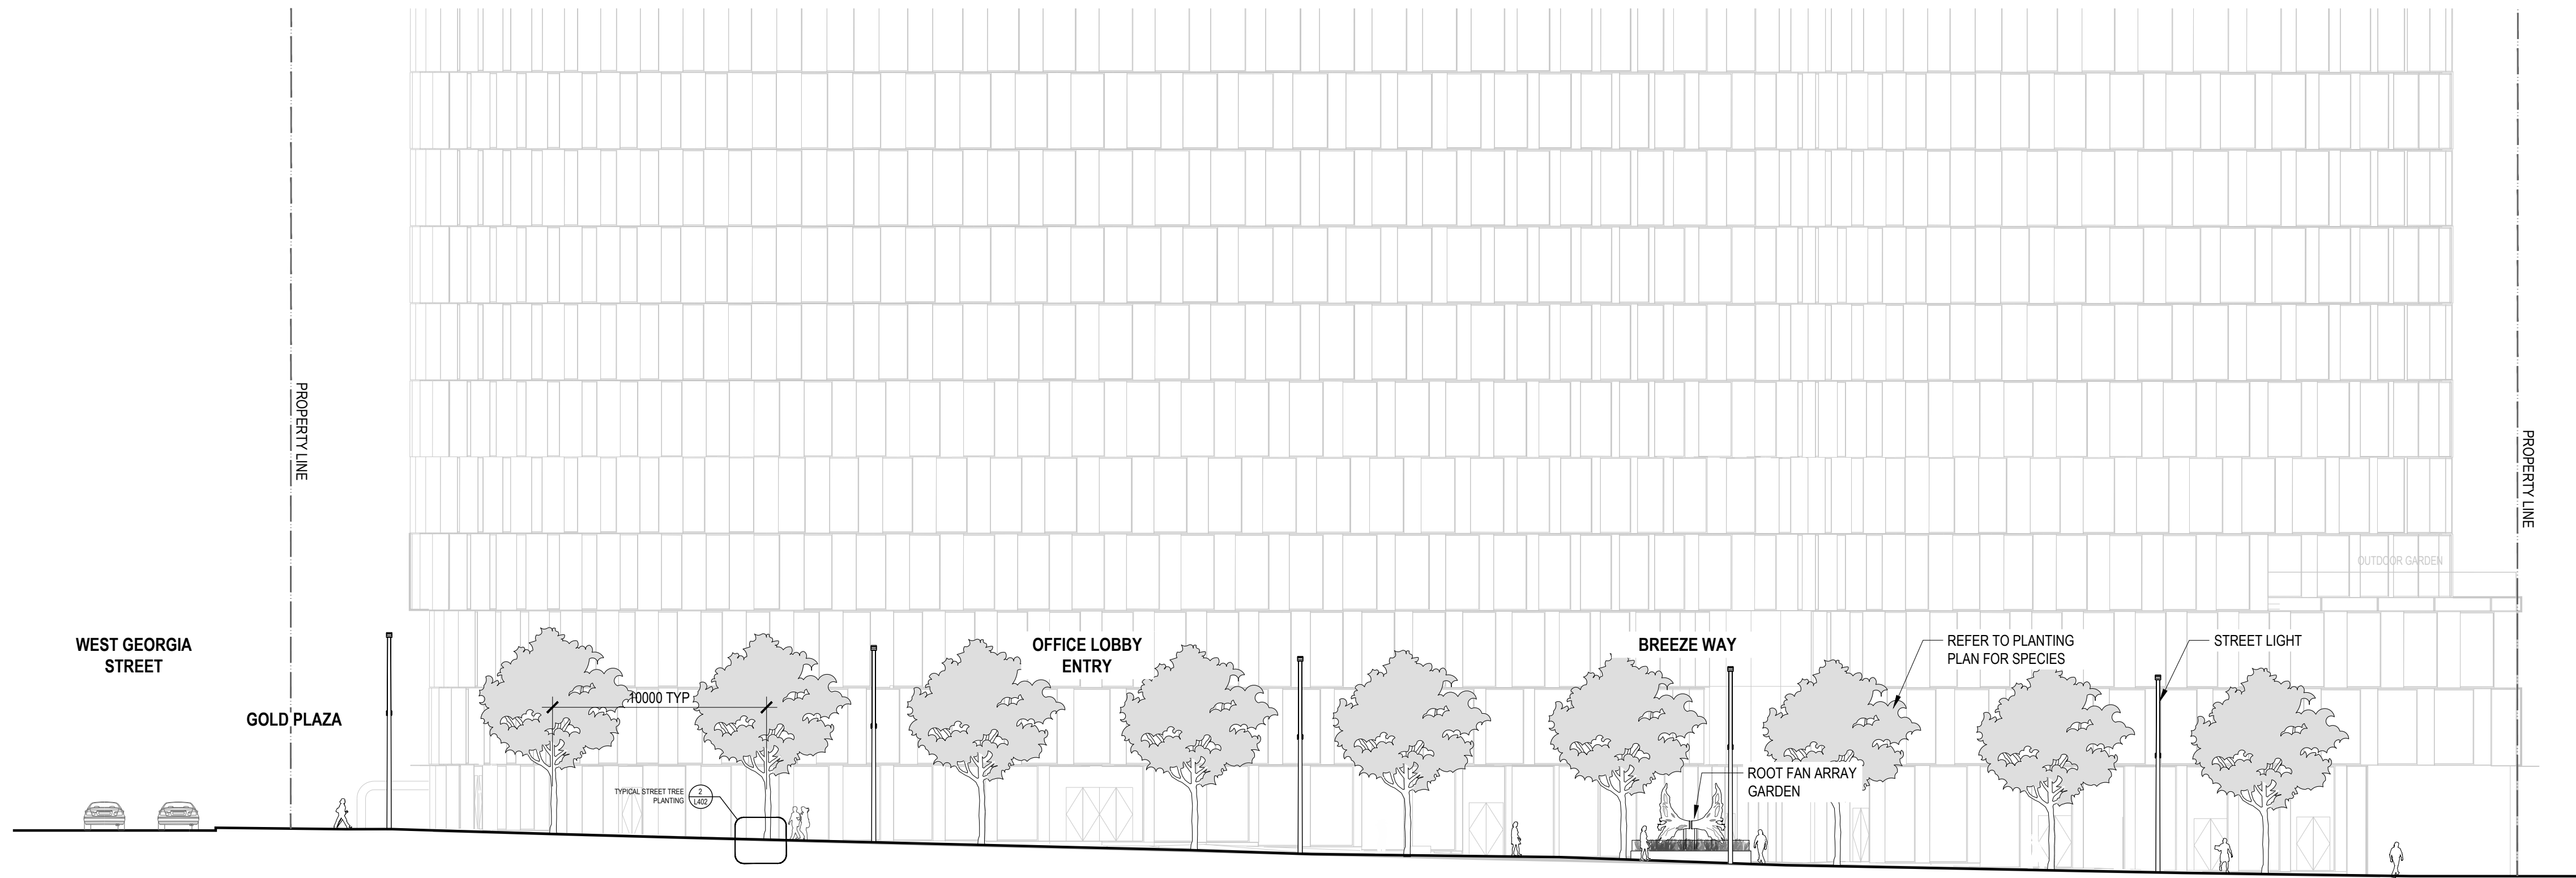 PROPERTY LINE
PROPERTY LINE
OUTDOOR GARDEN
WEST GEORGIA
STREET
OFFICE LOBBY
ENTRY
BREEZE WAY
REFER TO PLANTING
PLAN FOR SPECIES
STREET LIGHT
10000 TYP
GOLD PLAZA
ROOT FAN ARRAY
GARDEN
TYPICAL STREET TREE
PLANTING
2
L402